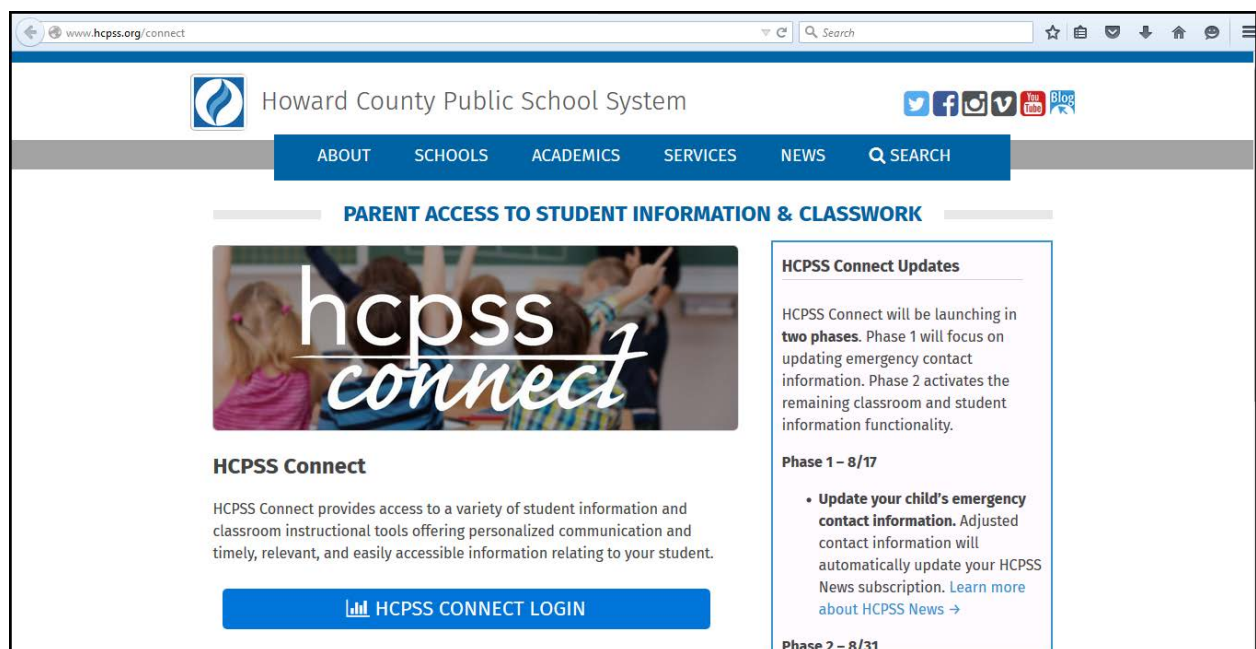 www.hcpss.org/connect
Search
Howard County Public School System
You
Tube
Blog
ABOUT SCHOOLS ACADEMICS SERVICES NEWS SEARCH
PARENT ACCESS TO STUDENT INFORMATION & CLASSWORK
hcpss
connect
HCPSS Connect
HCPSS Connect provides access to a variety of student information and
classroom instructional tools offering personalized communication and
timely, relevant, and easily accessible information relating to your student.
HCPSS CONNECT LOGIN
HCPSS Connect Updates
HCPSS Connect will be launching in
two phases. Phase 1 will focus on
updating emergency contact
information. Phase 2 activates the
remaining classroom and student
information functionality.
Phase 1 – 8/17
• Update your child's emergency
contact information. Adjusted
contact information will
automatically update your HCPSS
News subscription. Learn more
about HCPSS News →
Phase 2 – 8/31